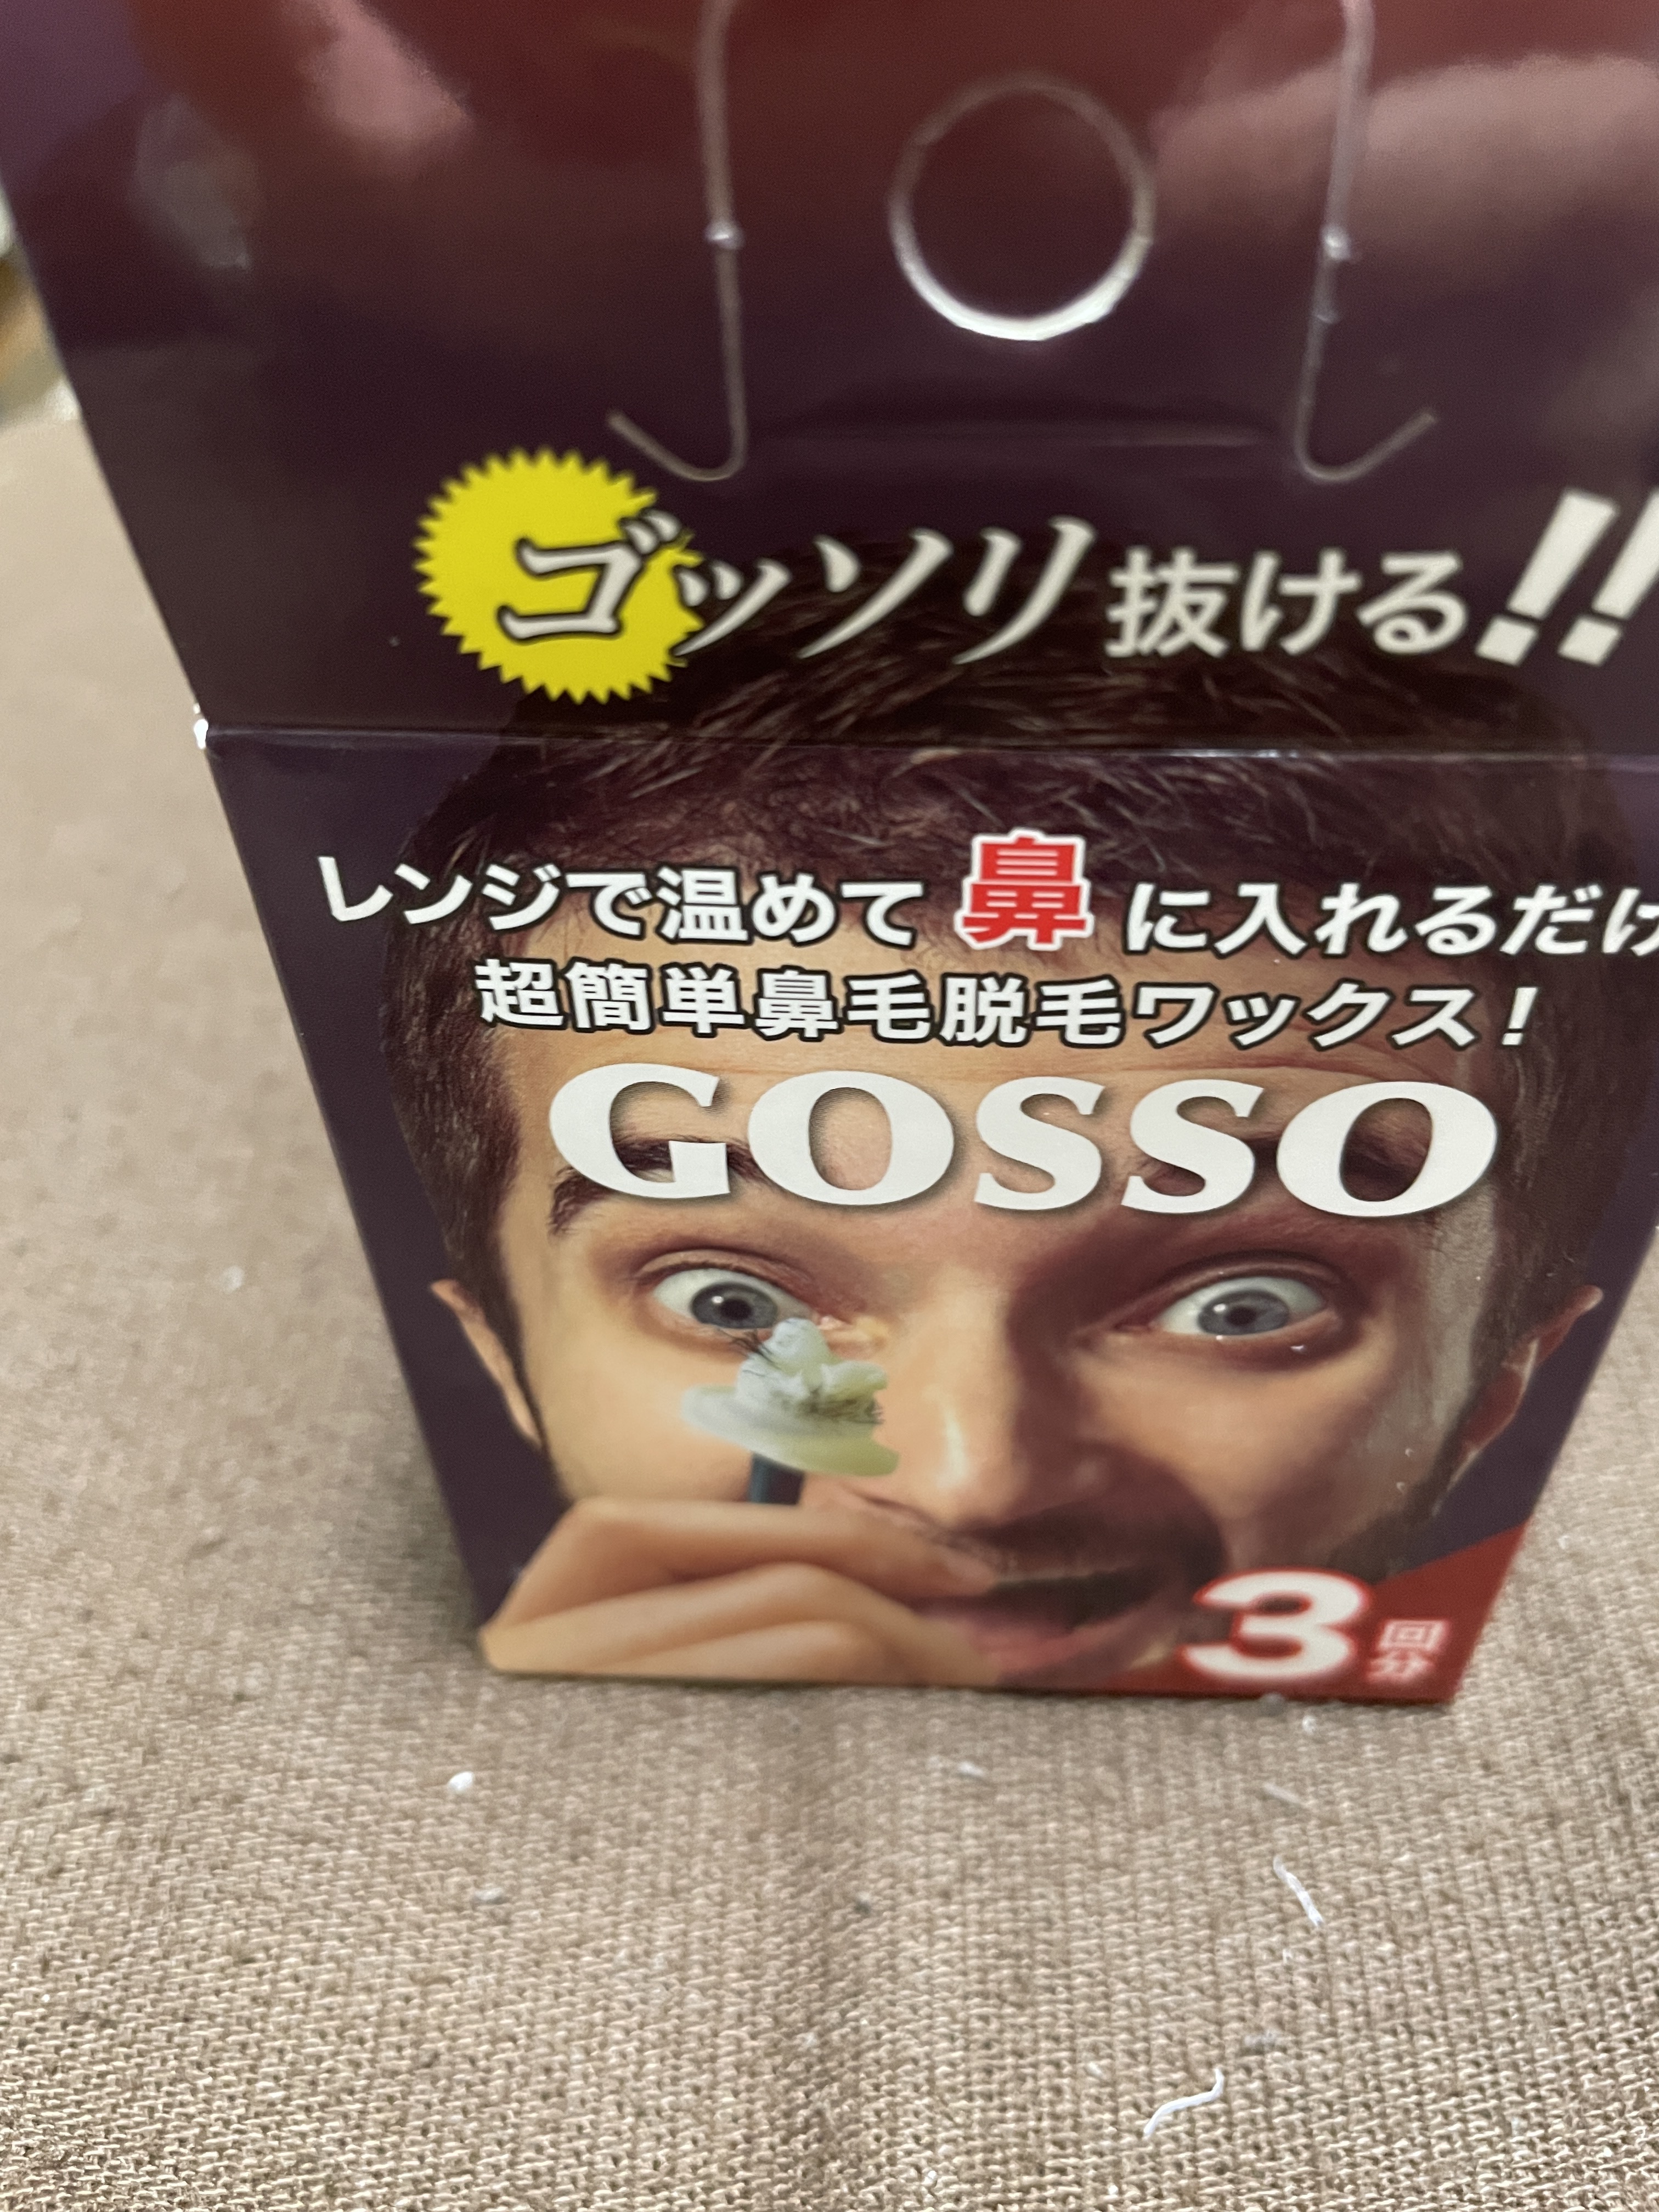 ゴッソリ抜ける!!
レンジで温めて鼻に入れるだけ
超簡単鼻毛脱毛ワックス!
GOSSO
3回分